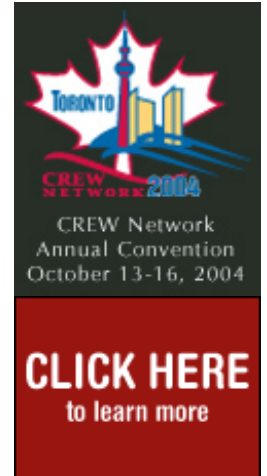 TORONTO
CREW
NETWORK 2004
CREW Network
Annual Convention
October 13-16, 2004
CLICK HERE
to learn more